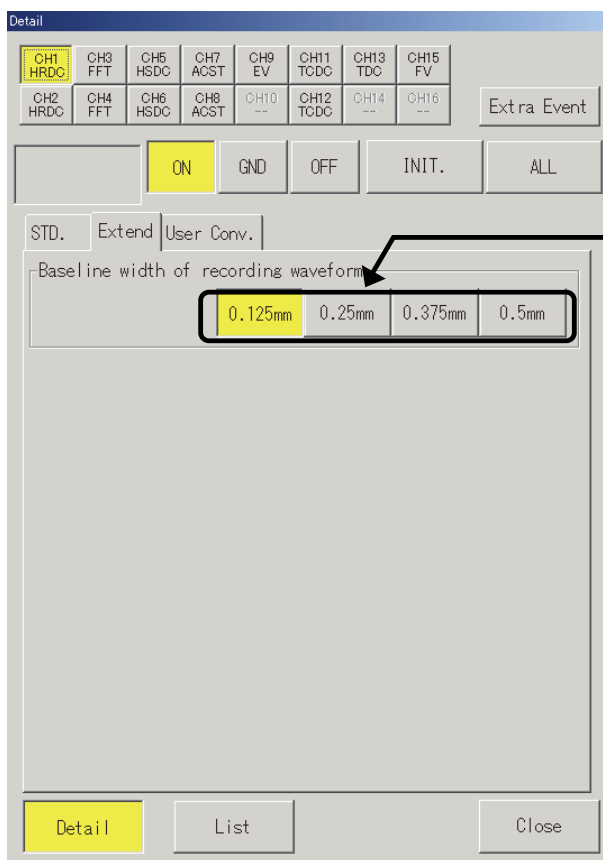 Detail
CH1 CH3 CH5 CH7 CH9 CH11 CH13 CH15
HRDC FFT HSDC ACST EV TCDC TDC FV
CH2 CH4 CH6 CH8 CH10 CH12 CH14 CH16
HRDC FFT HSDC ACST -- TCDC -- --
Extra Event
ON GND OFF INIT. ALL
STD. Extend User Conv.
Baseline width of recording waveform
0.125mm 0.25mm 0.375mm 0.5mm
Detail List Close